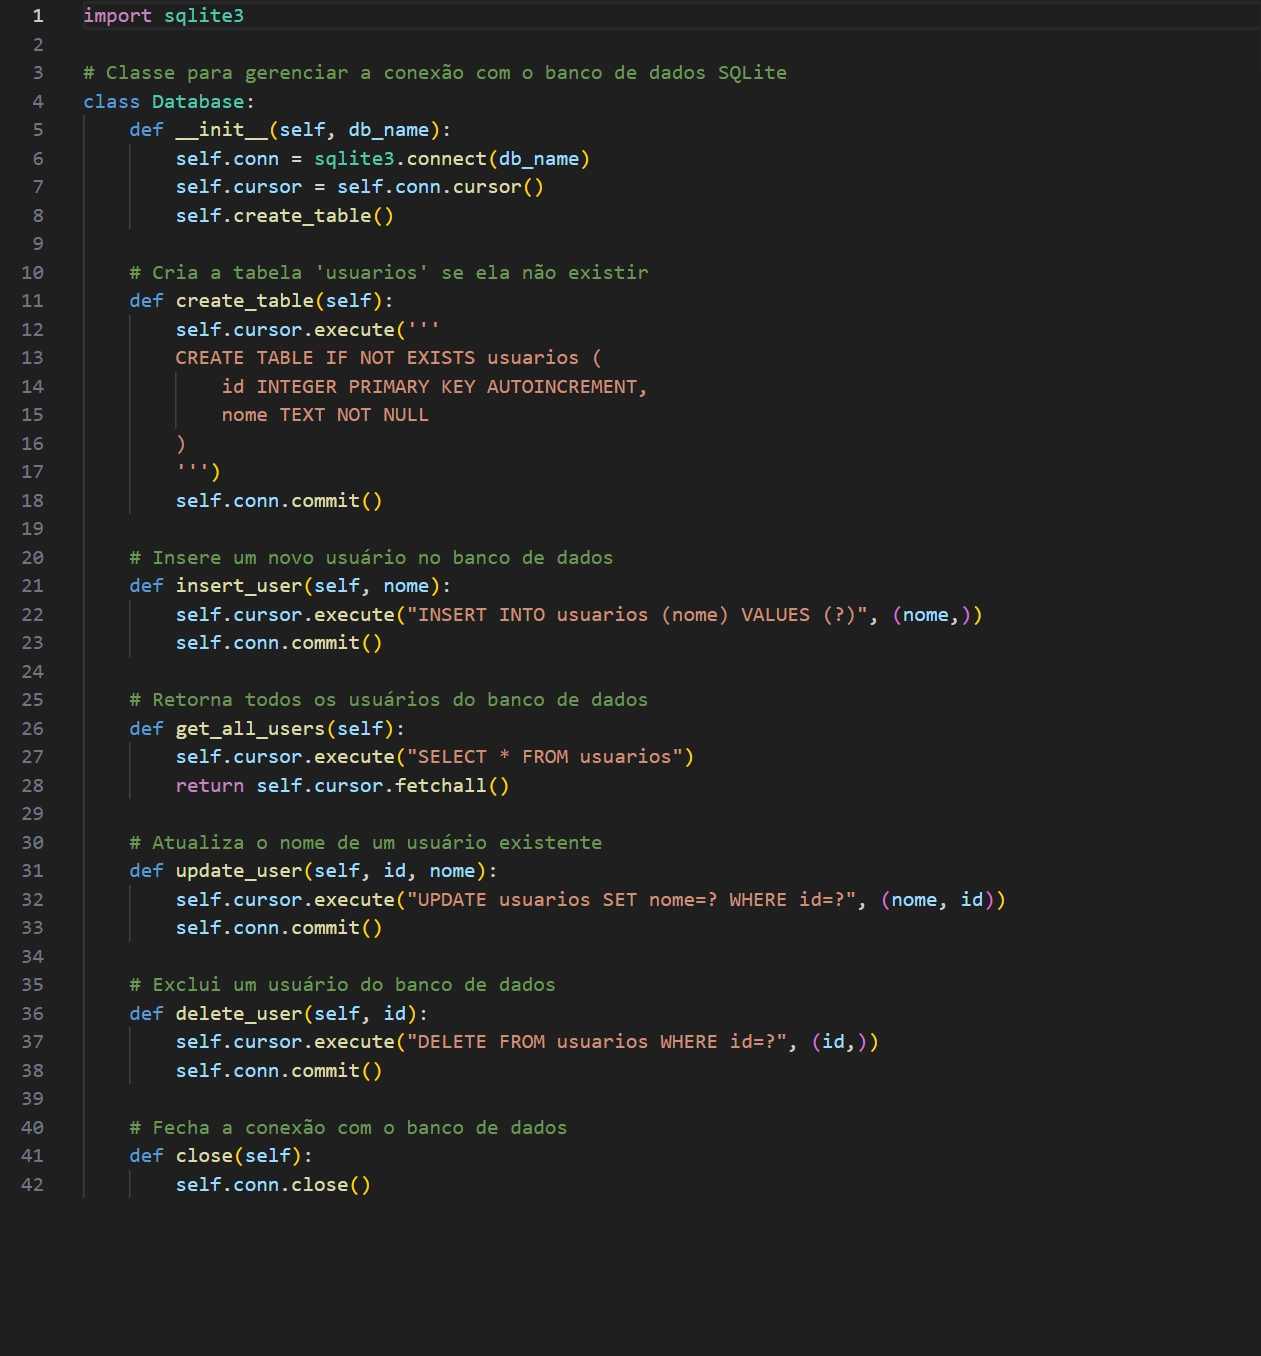 1 import sqlite3
2
3 # Classe para gerenciar a conexão com o banco de dados SQLite
4 class Database:
5     def __init__(self, db_name):
6         self.conn = sqlite3.connect(db_name)
7         self.cursor = self.conn.cursor()
8         self.create_table()
9
10     # Cria a tabela 'usuarios' se ela não existir
11     def create_table(self):
12         self.cursor.execute('''
13         CREATE TABLE IF NOT EXISTS usuarios (
14             id INTEGER PRIMARY KEY AUTOINCREMENT,
15             nome TEXT NOT NULL
16         )
17         ''')
18         self.conn.commit()
19
20     # Insere um novo usuário no banco de dados
21     def insert_user(self, nome):
22         self.cursor.execute("INSERT INTO usuarios (nome) VALUES (?)", (nome,))
23         self.conn.commit()
24
25     # Retorna todos os usuários do banco de dados
26     def get_all_users(self):
27         self.cursor.execute("SELECT * FROM usuarios")
28         return self.cursor.fetchall()
29
30     # Atualiza o nome de um usuário existente
31     def update_user(self, id, nome):
32         self.cursor.execute("UPDATE usuarios SET nome=? WHERE id=?", (nome, id))
33         self.conn.commit()
34
35     # Exclui um usuário do banco de dados
36     def delete_user(self, id):
37         self.cursor.execute("DELETE FROM usuarios WHERE id=?", (id,))
38         self.conn.commit()
39
40     # Fecha a conexão com o banco de dados
41     def close(self):
42         self.conn.close()